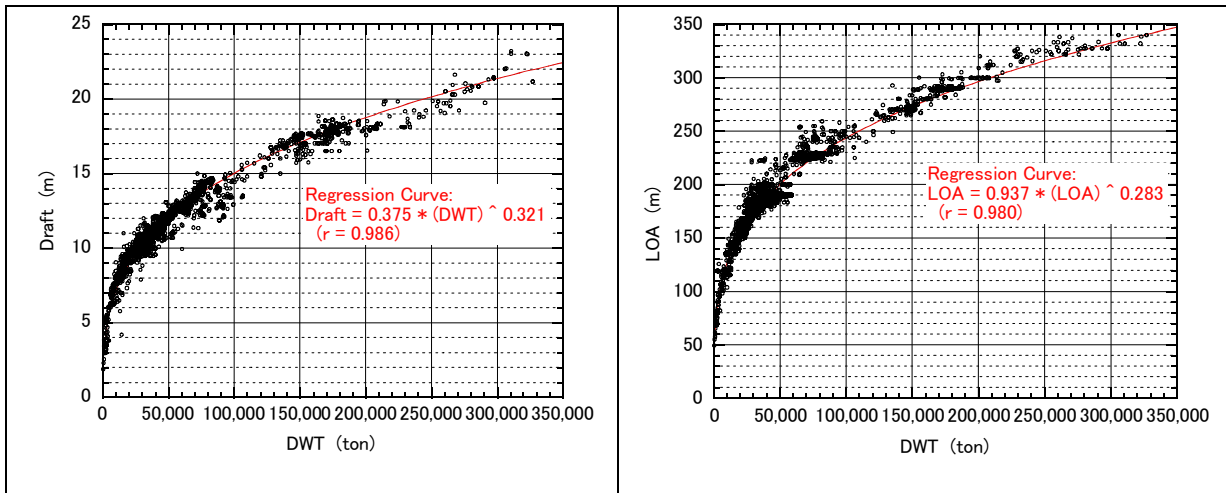 25
20
15
10
5
0
Draft (m)
Regression Curve:
Draft = 0.375 * (DWT) ^ 0.321
(r = 0.986)
0 50,000 100,000 150,000 200,000 250,000 300,000 350,000
DWT (ton)
350
300
250
200
150
100
50
0
LOA (m)
Regression Curve:
LOA = 0.937 * (LOA) ^ 0.283
(r = 0.980)
0 50,000 100,000 150,000 200,000 250,000 300,000 350,000
DWT (ton)